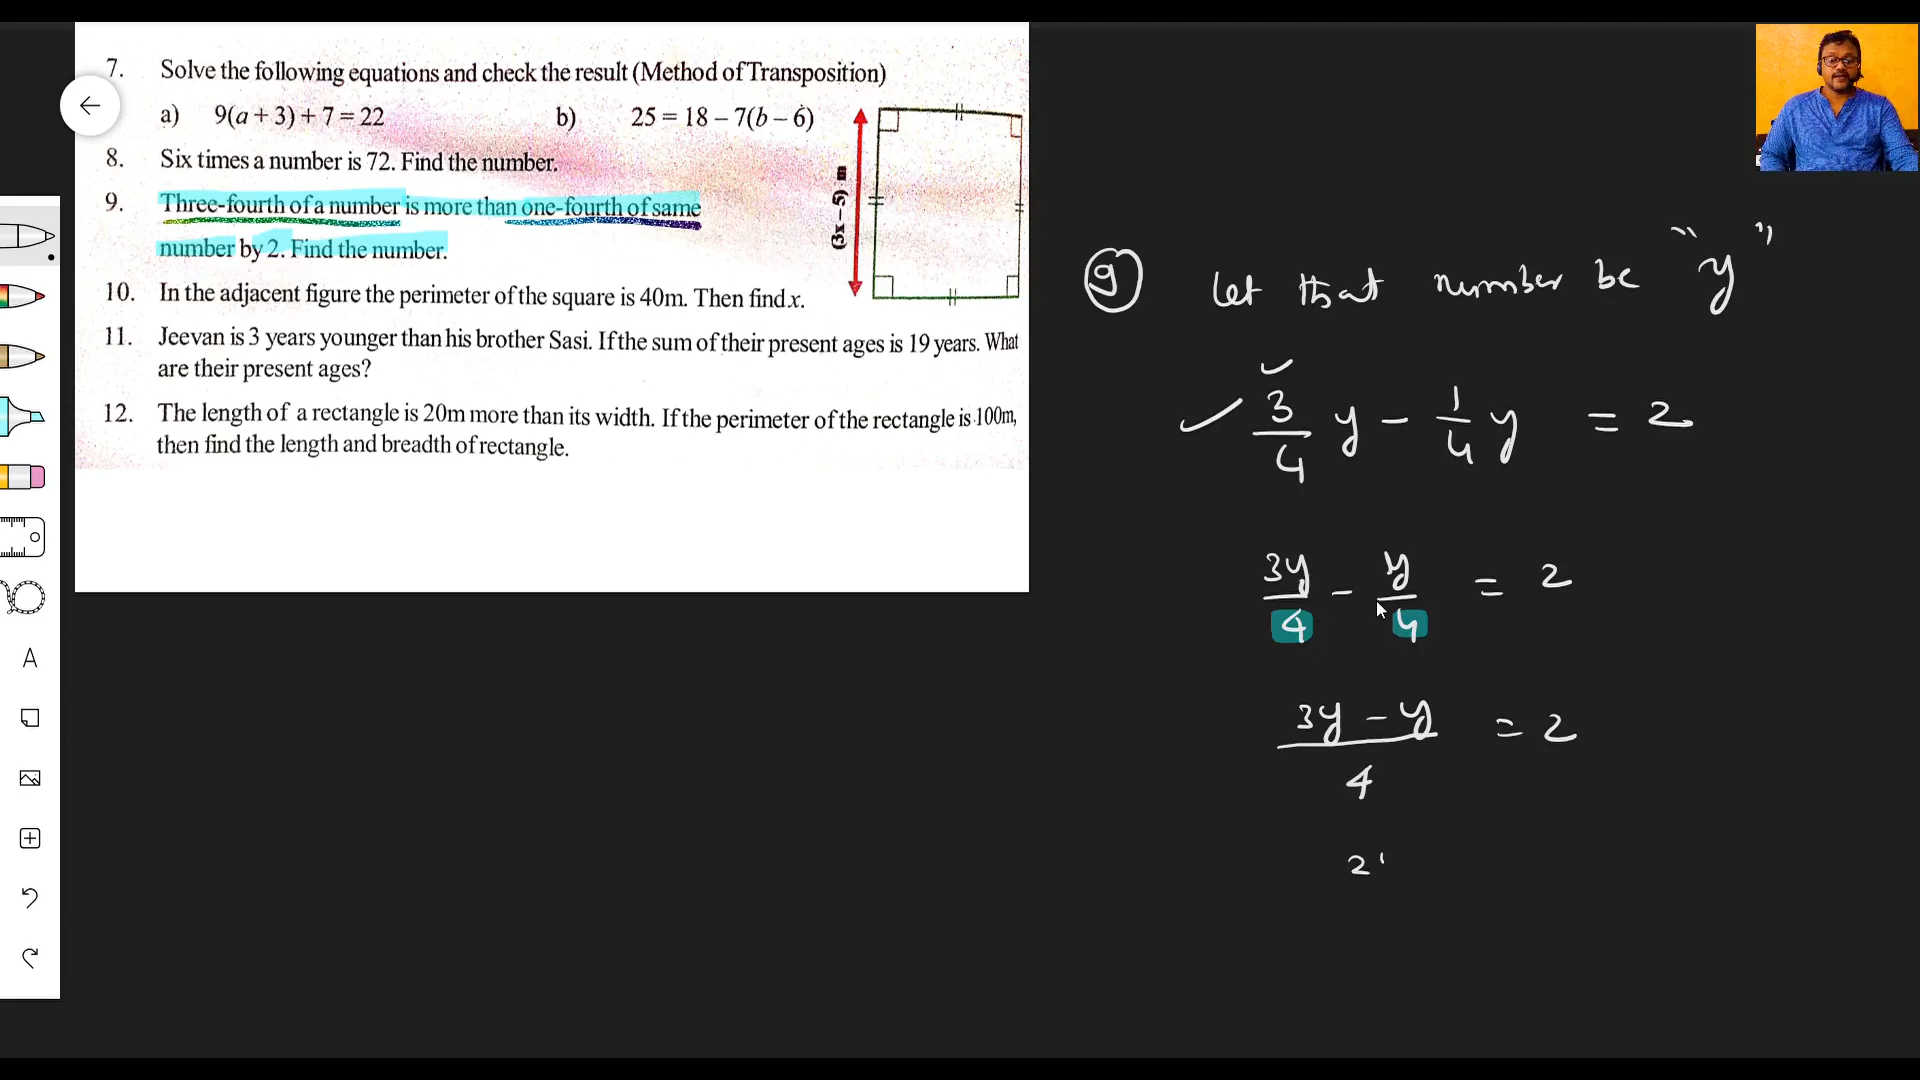 7. Solve the following equations and check the result (Method of Transposition)
a) 9(a + 3) + 7 = 22 b) 25 = 18 – 7(b – 6)
8. Six times a number is 72. Find the number.
9. Three-fourth of a number is more than one-fourth of same
number by 2. Find the number.
10. In the adjacent figure the perimeter of the square is 40m. Then find x.
11. Jeevan is 3 years younger than his brother Sasi. If the sum of their present ages is 19 years. What
are their present ages?
12. The length of a rectangle is 20m more than its width. If the perimeter of the rectangle is 100m,
then find the length and breadth of rectangle.
(3x – 5) m
A
9 Let that number be "y"
3/4 y - 1/4 y = 2
3y/4 - y/4 = 2
3y - y / 4 = 2
2